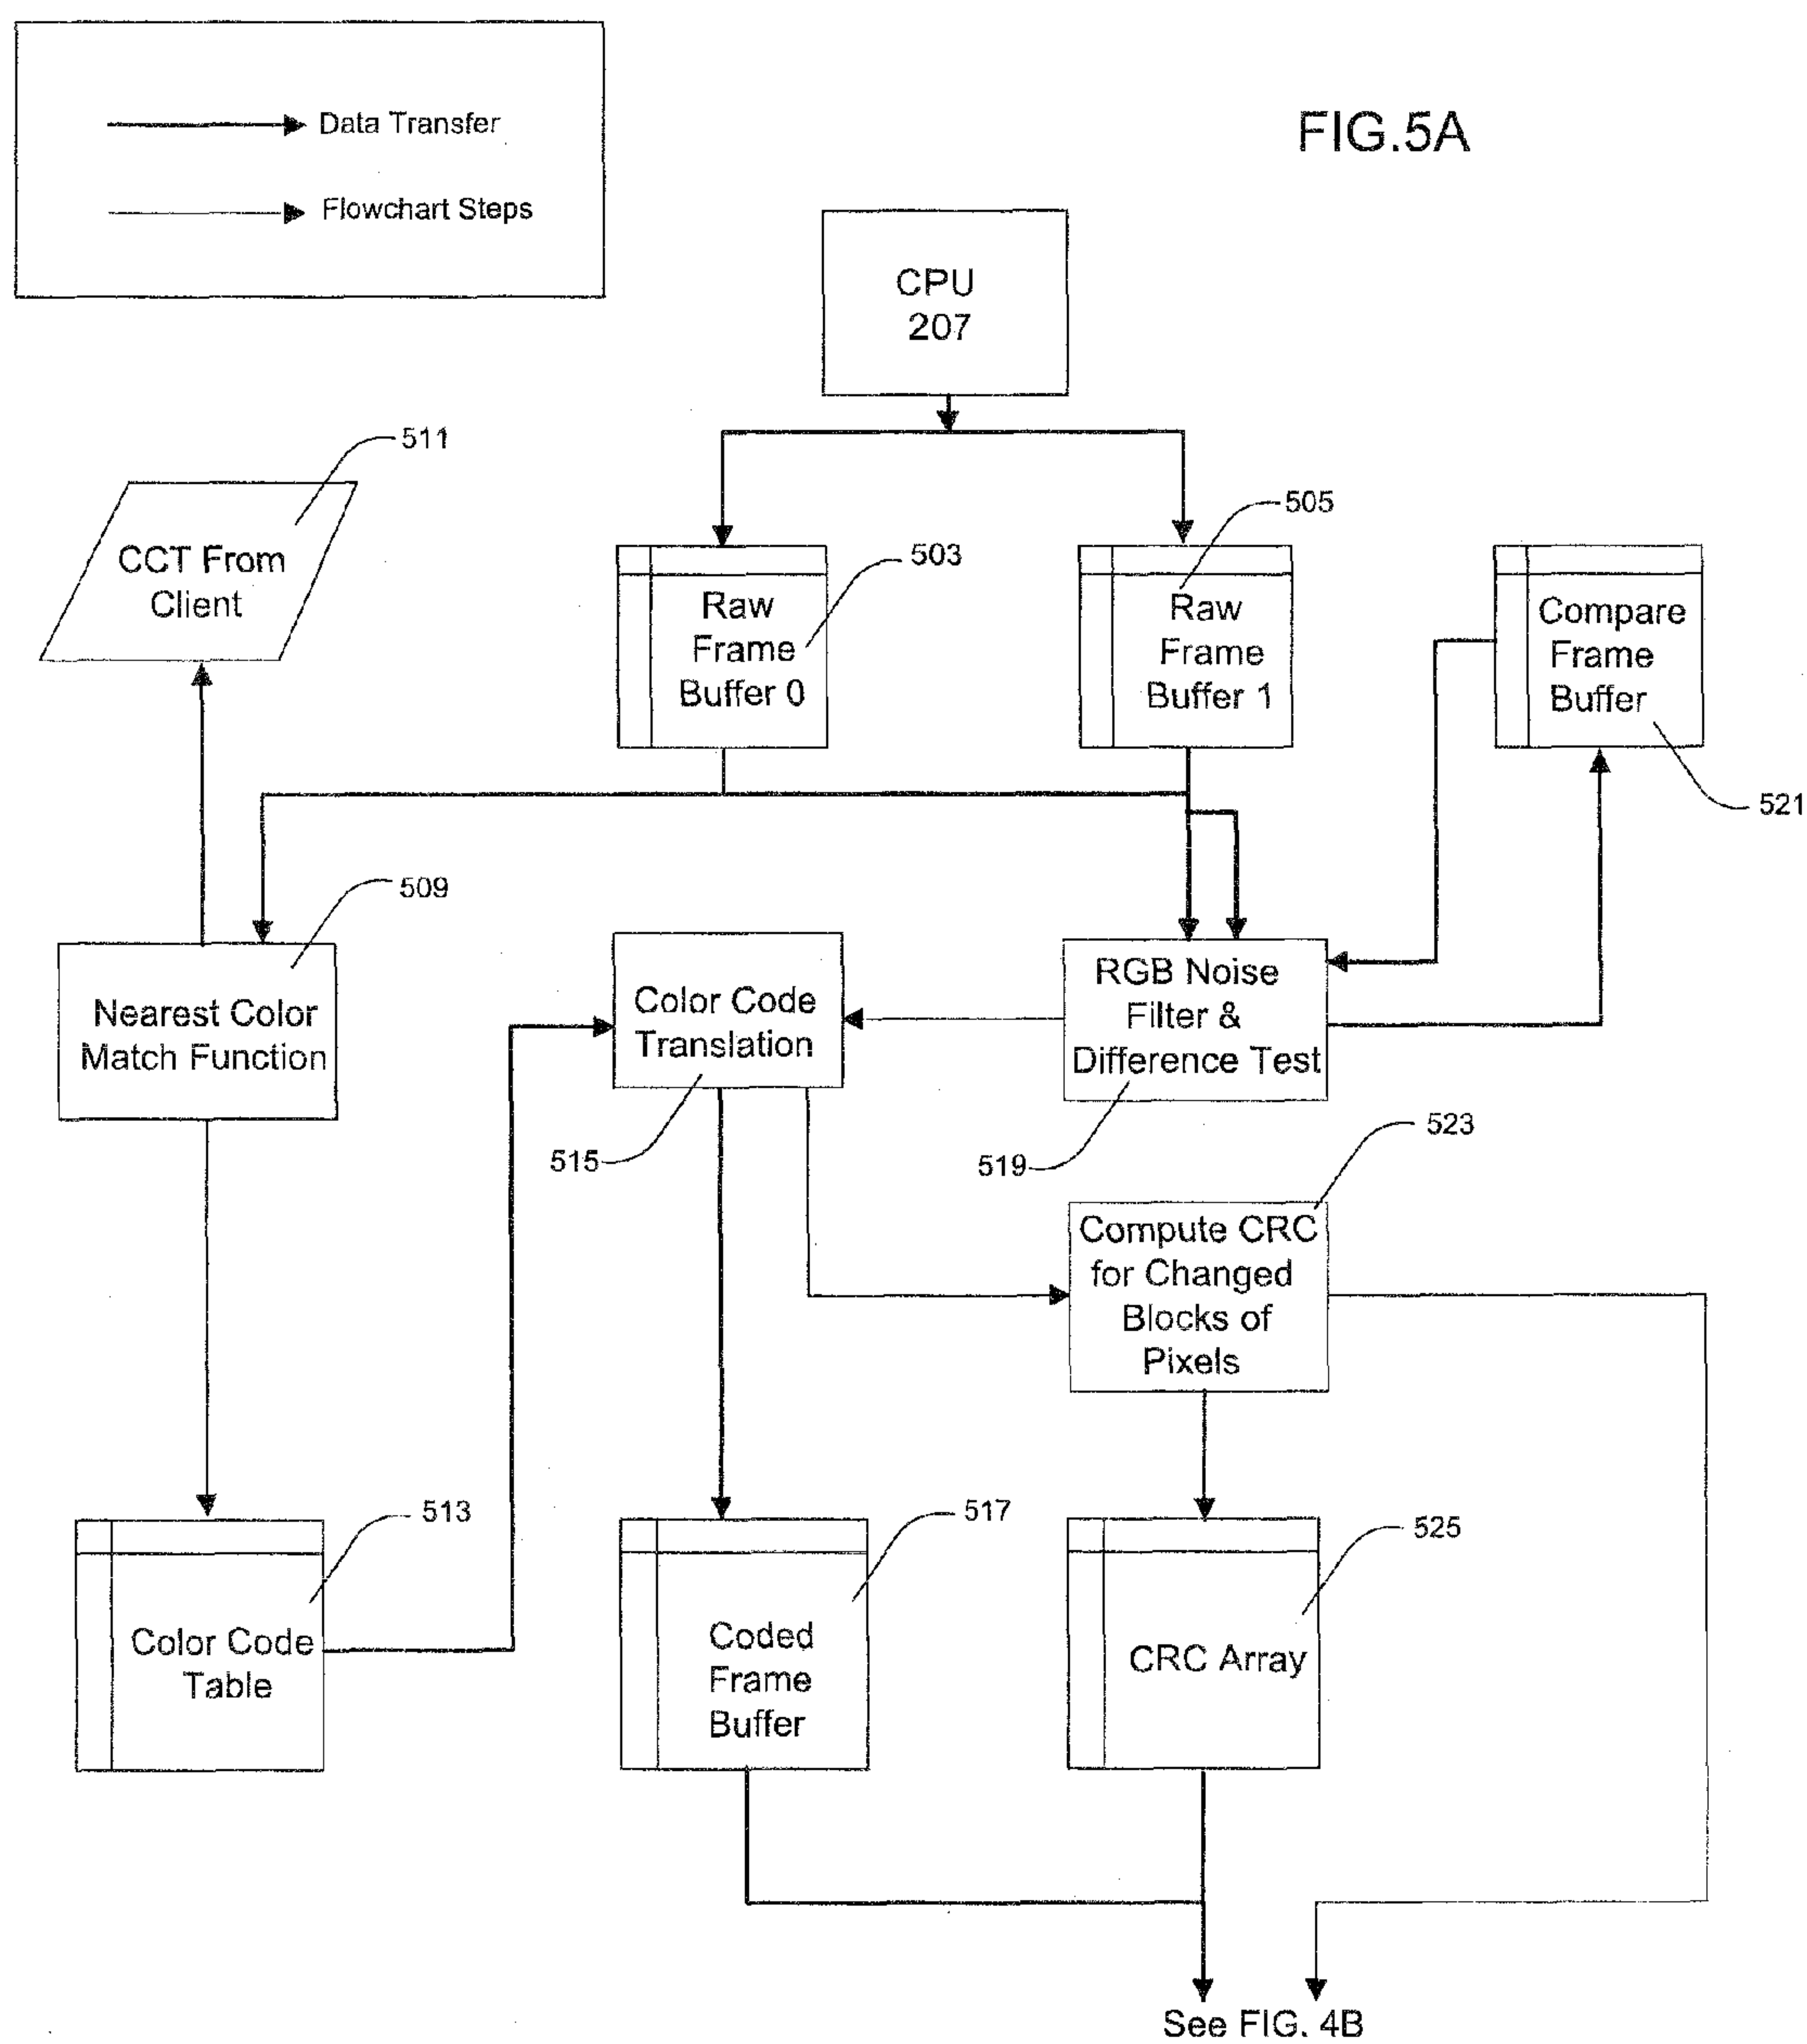 Data Transfer
Flowchart Steps
FIG.5A
CPU
207
511
CCT From
Client
503
Raw
Frame
Buffer 0
505
Raw
Frame
Buffer 1
Compare
Frame
Buffer
521
509
Nearest Color
Match Function
Color Code
Translation
515
RGB Noise
Filter &
Difference Test
519
523
Compute CRC
for Changed
Blocks of
Pixels
513
Color Code
Table
517
Coded
Frame
Buffer
525
CRC Array
See FIG. 4B